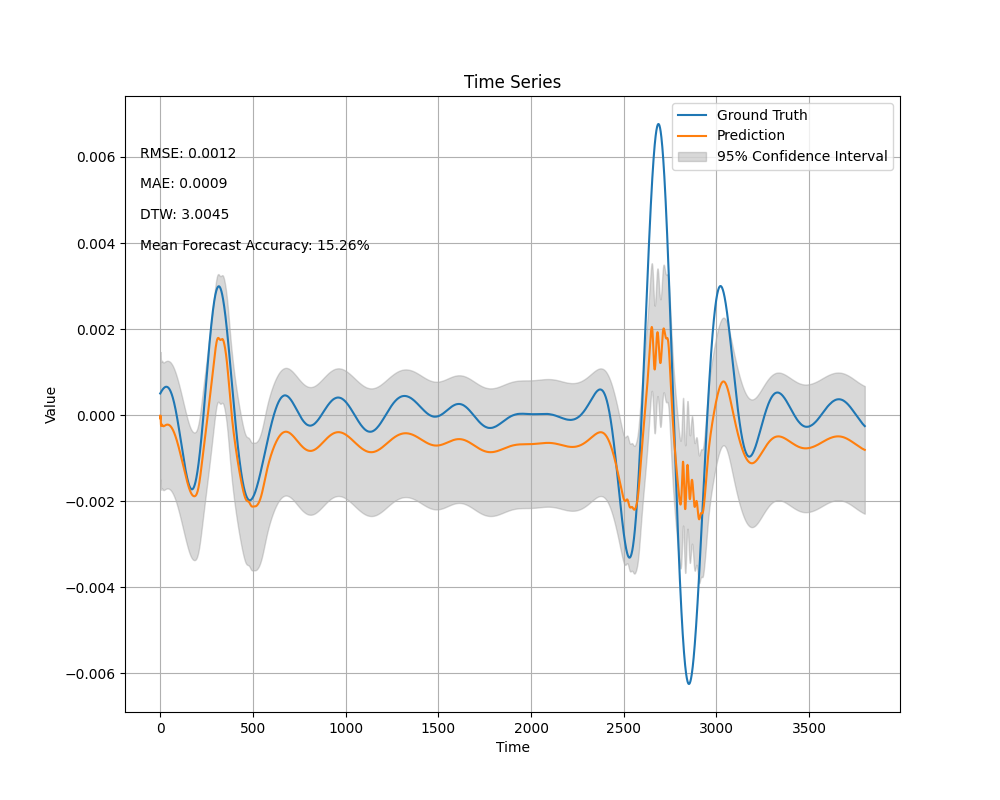 Time Series
Ground Truth
Prediction
95% Confidence Interval
RMSE: 0.0012
MAE: 0.0009
DTW: 3.0045
Mean Forecast Accuracy: 15.26%
0.006
0.004
0.002
0.000
−0.002
−0.004
−0.006
Value
0 500 1000 1500 2000 2500 3000 3500
Time